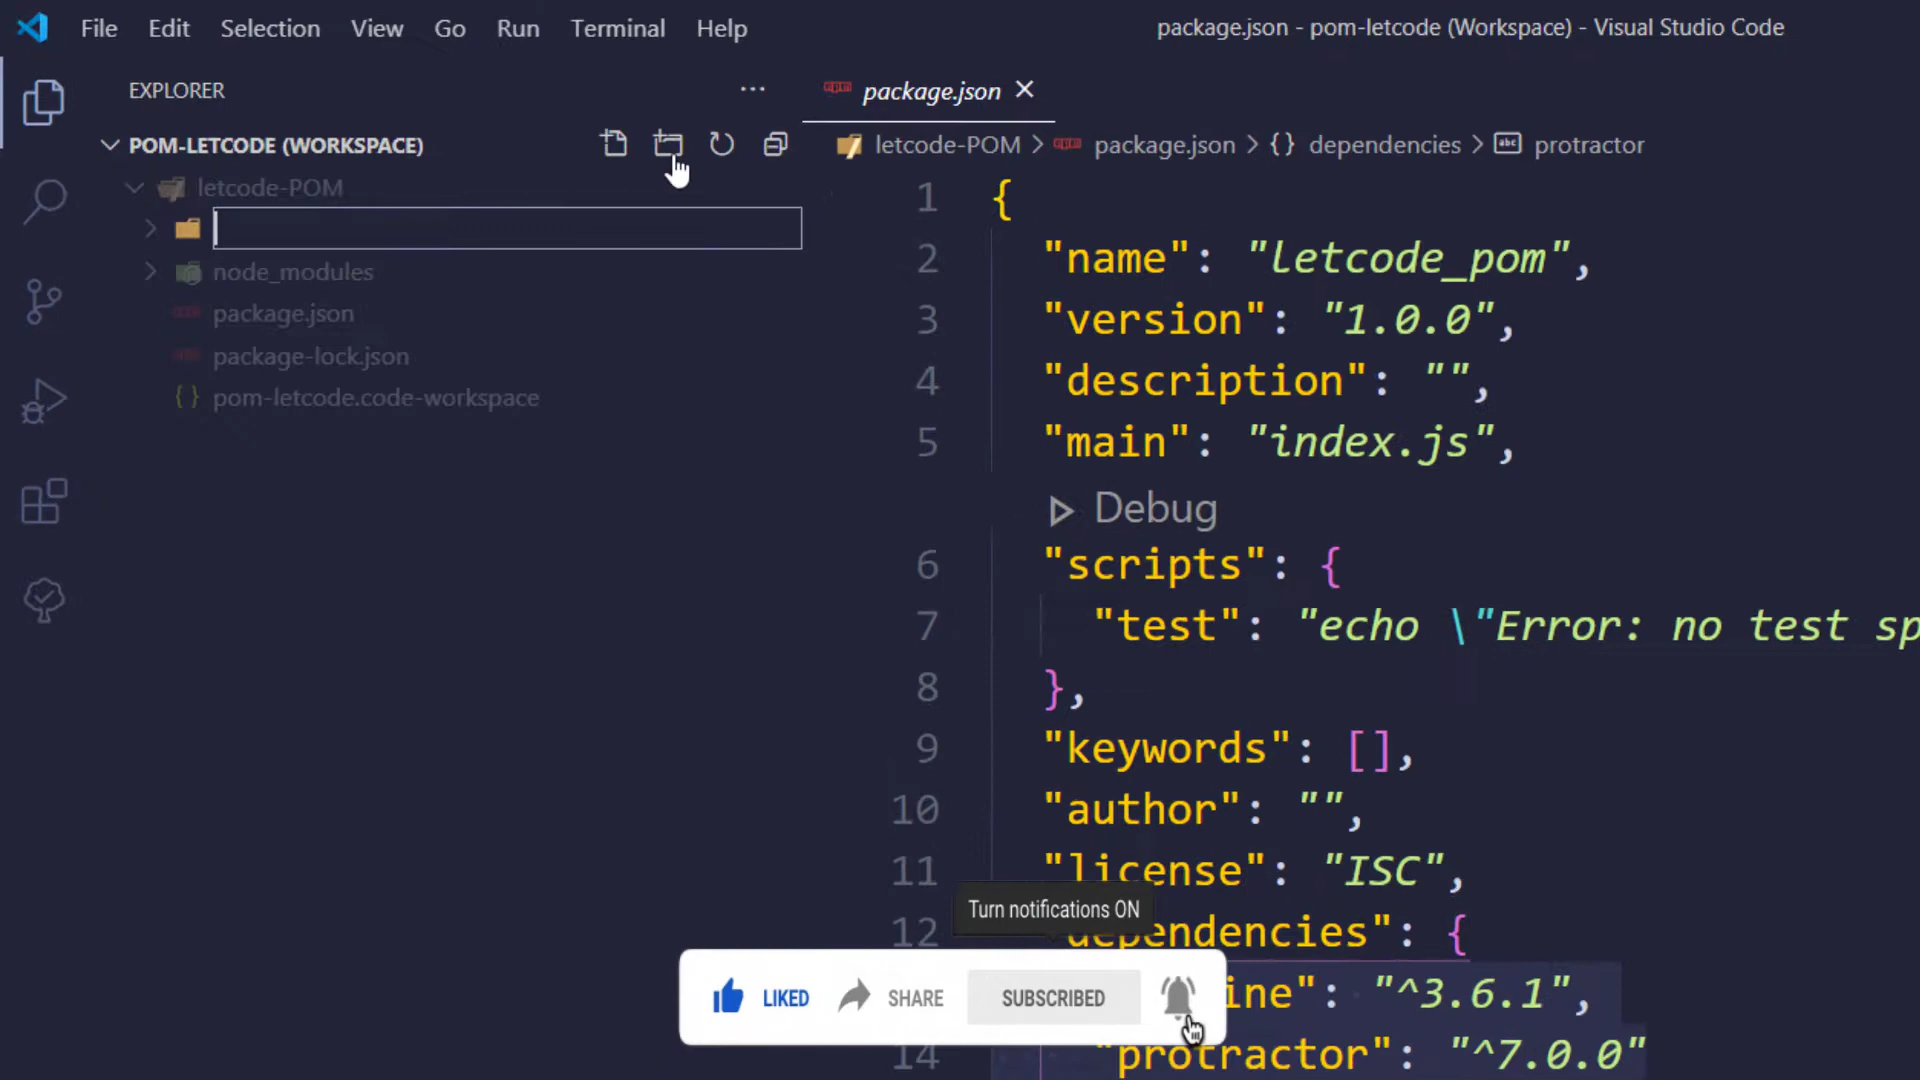 File Edit Selection View Go Run Terminal Help
package.json - pom-letcode (Workspace) - Visual Studio Code
EXPLORER
POM-LETCODE (WORKSPACE)
letcode-POM
node_modules
package.json
package-lock.json
{} pom-letcode.code-workspace
package.json
letcode-POM > package.json > {} dependencies > abc protractor
1 {
2 "name": "letcode_pom",
3 "version": "1.0.0",
4 "description": "",
5 "main": "index.js",
Debug
6 "scripts": {
7 "test": "echo \"Error: no test sp
8 },
9 "keywords": [],
10 "author": "",
11 "license": "ISC",
12 "dependencies": {
ine": "^3.6.1",
14 "protractor": "^7.0.0"
Turn notifications ON
LIKED SHARE SUBSCRIBED